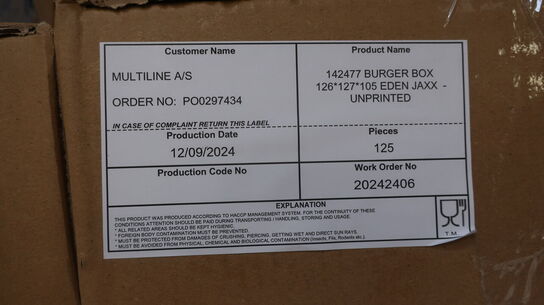 Customer Name
MULTILINE A/S
ORDER NO: PO0297434
IN CASE OF COMPLAINT RETURN THIS LABEL
Product Name
142477 BURGER BOX
126*127*105 EDEN JAXX -
UNPRINTED
Production Date
12/09/2024
Pieces
125
Production Code No
Work Order No
20242406
EXPLANATION
THIS PRODUCT WAS PRODUCED ACCORDING TO HACCP MANAGEMENT SYSTEM. FOR THE CONTINUITY OF THESE
CONDITIONS ATTENTION SHOULD BE PAID DURING TRANSPORTING / HANDLING, STORING AND USAGE.
* ALL RELATED AREAS SHOULD BE KEPT HYGIENIC.
* FOREIGN BODY CONTAMINATION MUST BE PREVENTED.
* MUST BE PROTECTED FROM DAMAGES OF CRUSHING, PIERCING, GETTING WET AND DIRECT SUN RAYS.
* MUST BE AVOIDED FROM PHYSICAL, CHEMICAL AND BIOLOGICAL CONTAMINATION (Insects, Flis, Rodents etc.)
T.M.